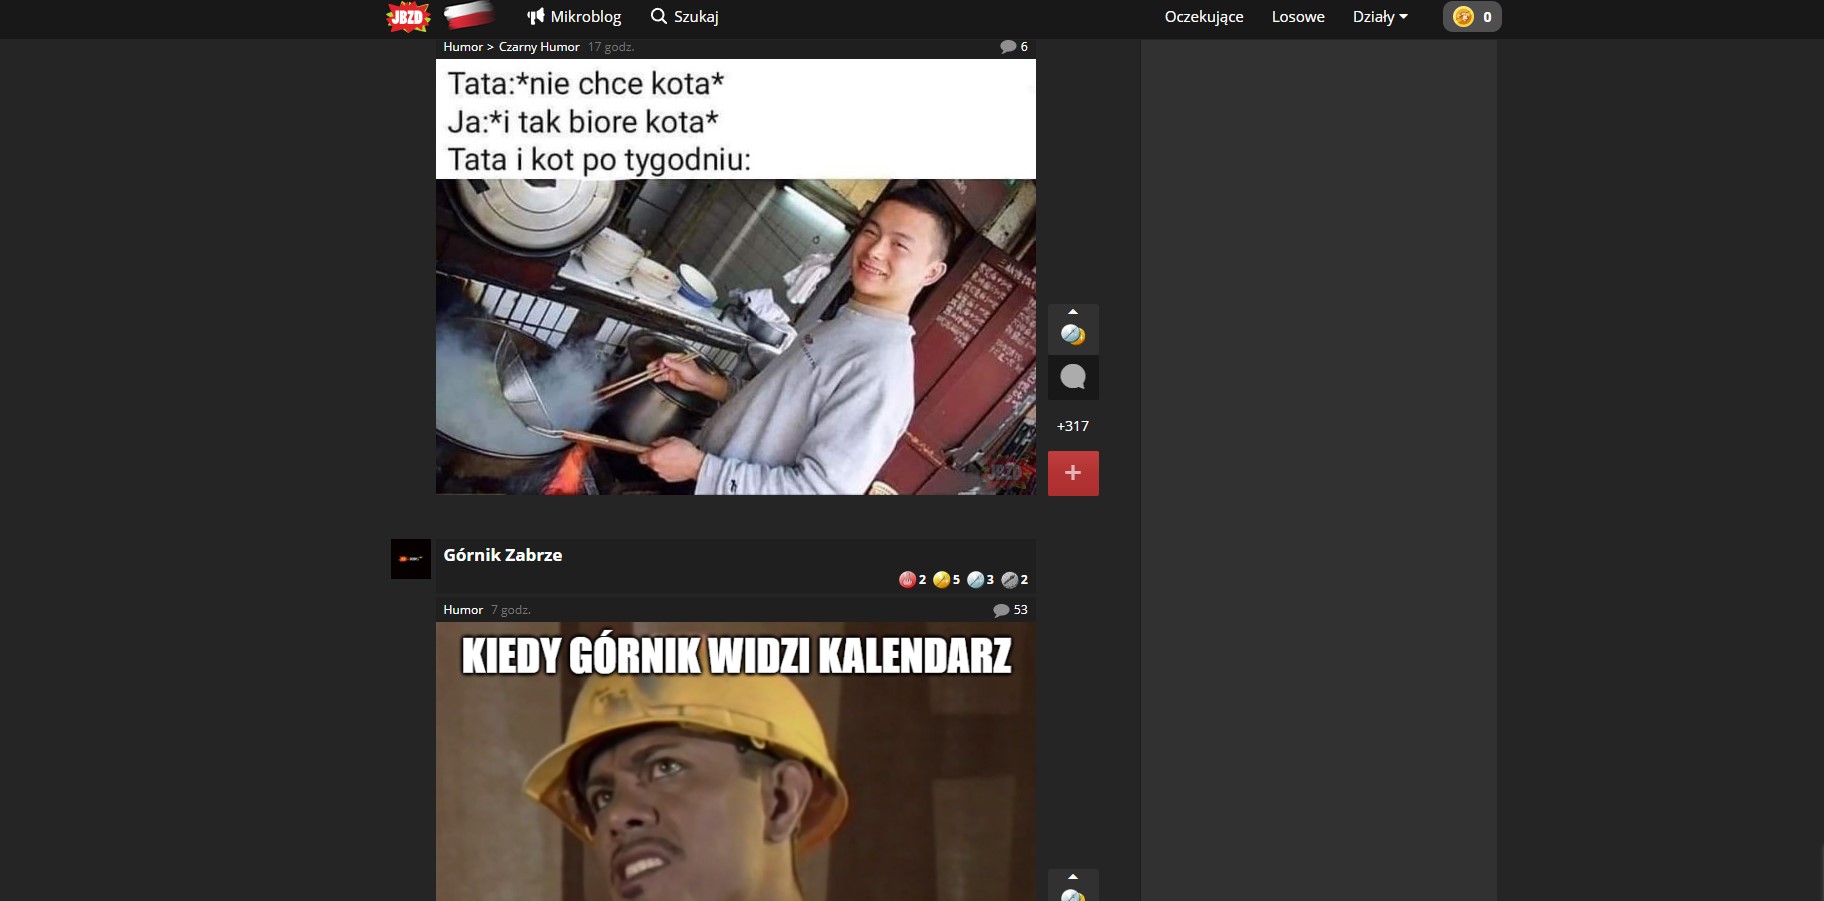 JBZD
Mikroblog
Szukaj
Oczekujące
Losowe
Działy
0
Humor > Czarny Humor 17 godz.
6
Tata:*nie chce kota*
Ja:*i tak biore kota*
Tata i kot po tygodniu:
JBZD
+317
+
Górnik Zabrze
2 5 3 2
Humor 7 godz.
53
KIEDY GÓRNIK WIDZI KALENDARZ